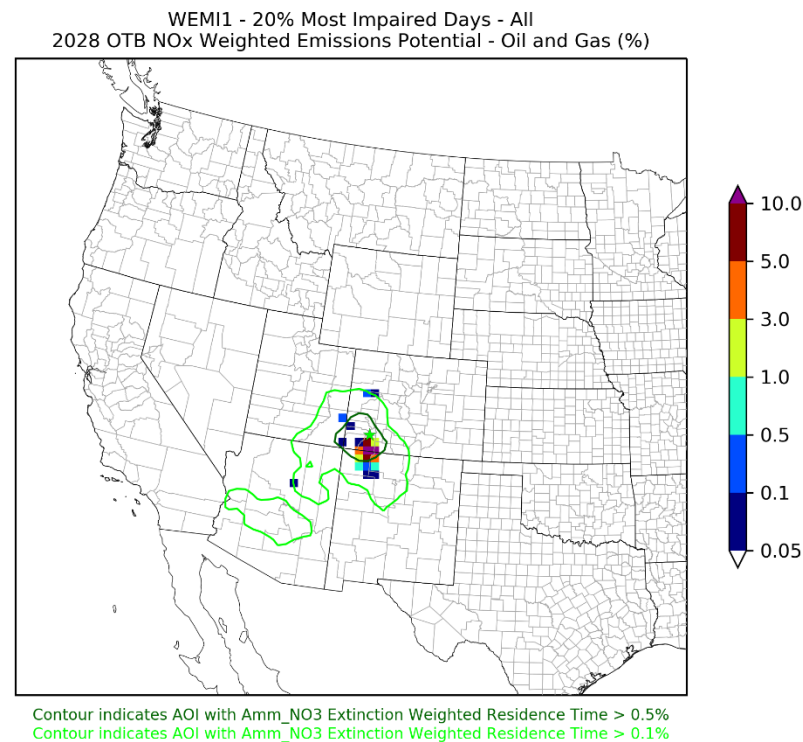 WEMI1 - 20% Most Impaired Days - All
2028 OTB NOx Weighted Emissions Potential - Oil and Gas (%)
10.0
5.0
3.0
1.0
0.5
0.1
0.05
Contour indicates AOI with Amm_NO3 Extinction Weighted Residence Time > 0.5%
Contour indicates AOI with Amm_NO3 Extinction Weighted Residence Time > 0.1%